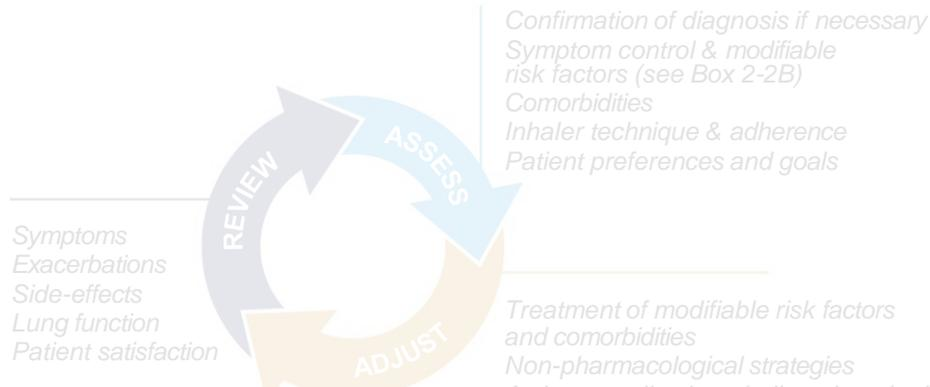 Confirmation of diagnosis if necessary
Symptom control & modifiable
risk factors (see Box 2-2B)
Comorbidities
Inhaler technique & adherence
Patient preferences and goals
ASSESS
REVIEW
Symptoms
Exacerbations
Side-effects
Lung function
Patient satisfaction
ADJUST
Treatment of modifiable risk factors
and comorbidities
Non-pharmacological strategies